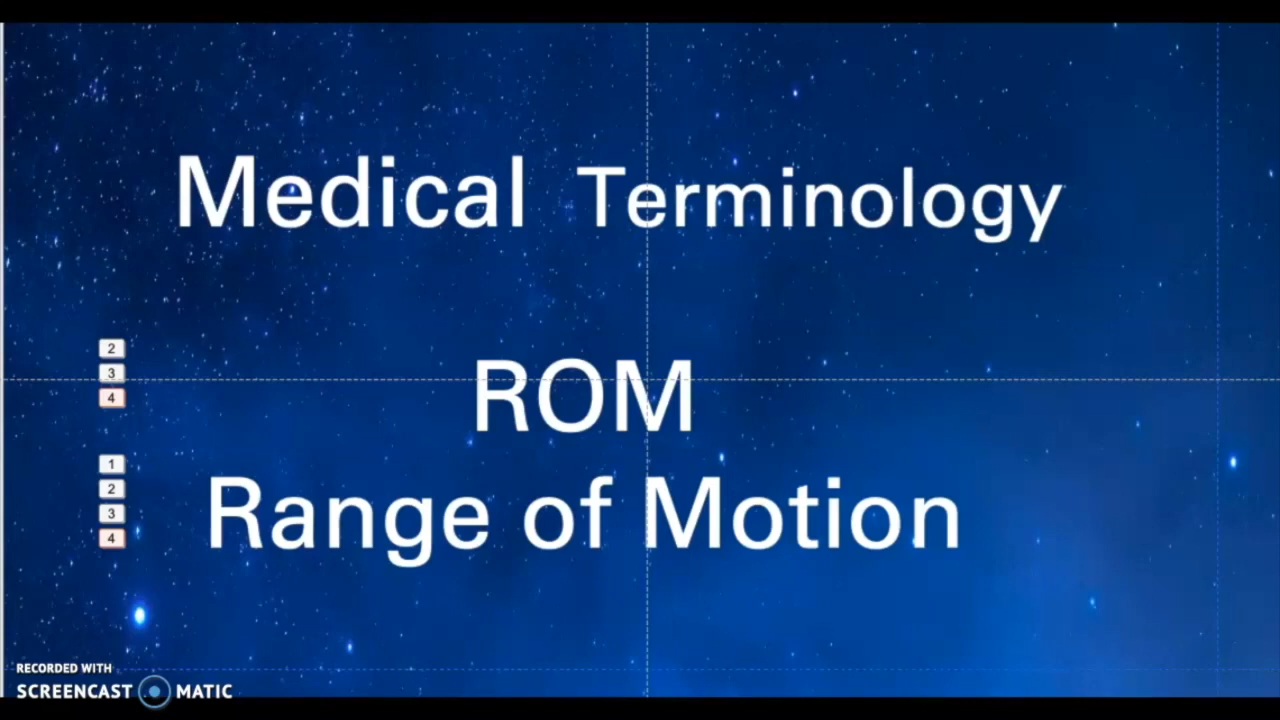 Medical Terminology
2
3
4
ROM
1
2
3
4
Range of Motion
RECORDED WITH
SCREENCAST MATIC